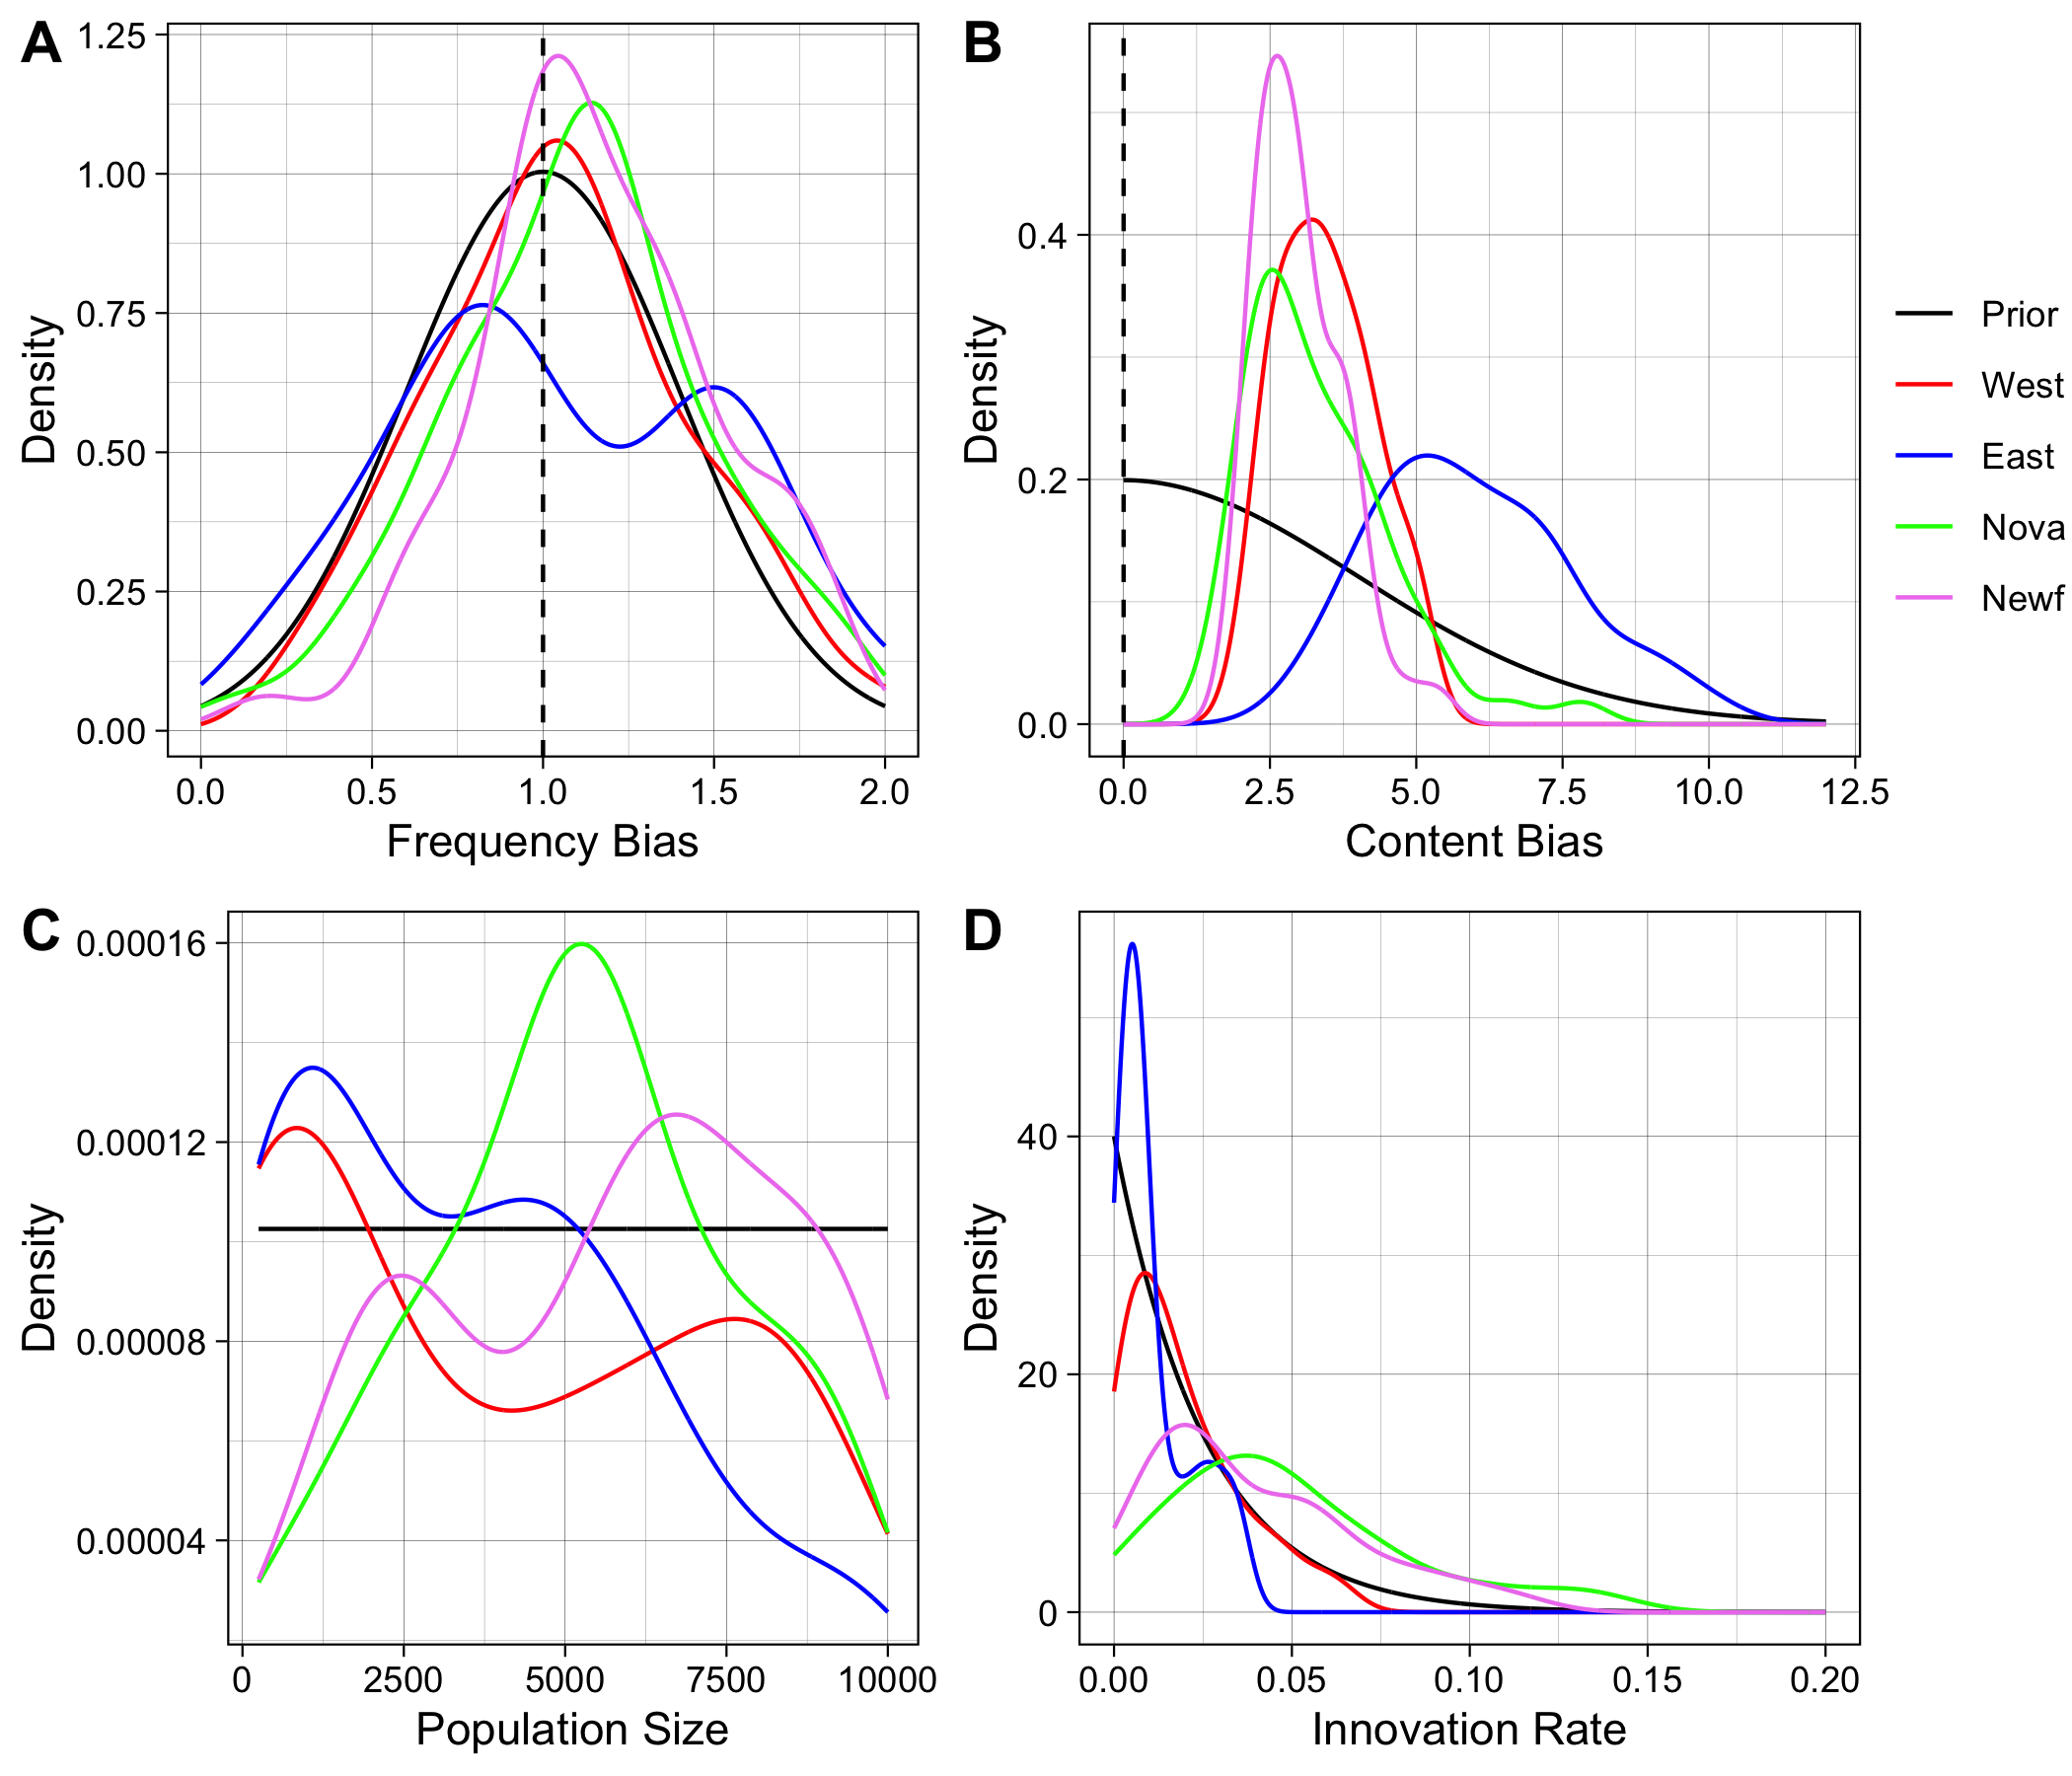 A
1.25
1.00
0.75
0.50
0.25
0.00
Density
0.0 0.5 1.0 1.5 2.0
Frequency Bias
B
0.4
0.2
0.0
Density
0.0 2.5 5.0 7.5 10.0 12.5
Content Bias
Prior
West
East
Nova
Newf
C
0.00016
0.00012
0.00008
0.00004
Density
0 2500 5000 7500 10000
Population Size
D
40
20
0
Density
0.00 0.05 0.10 0.15 0.20
Innovation Rate